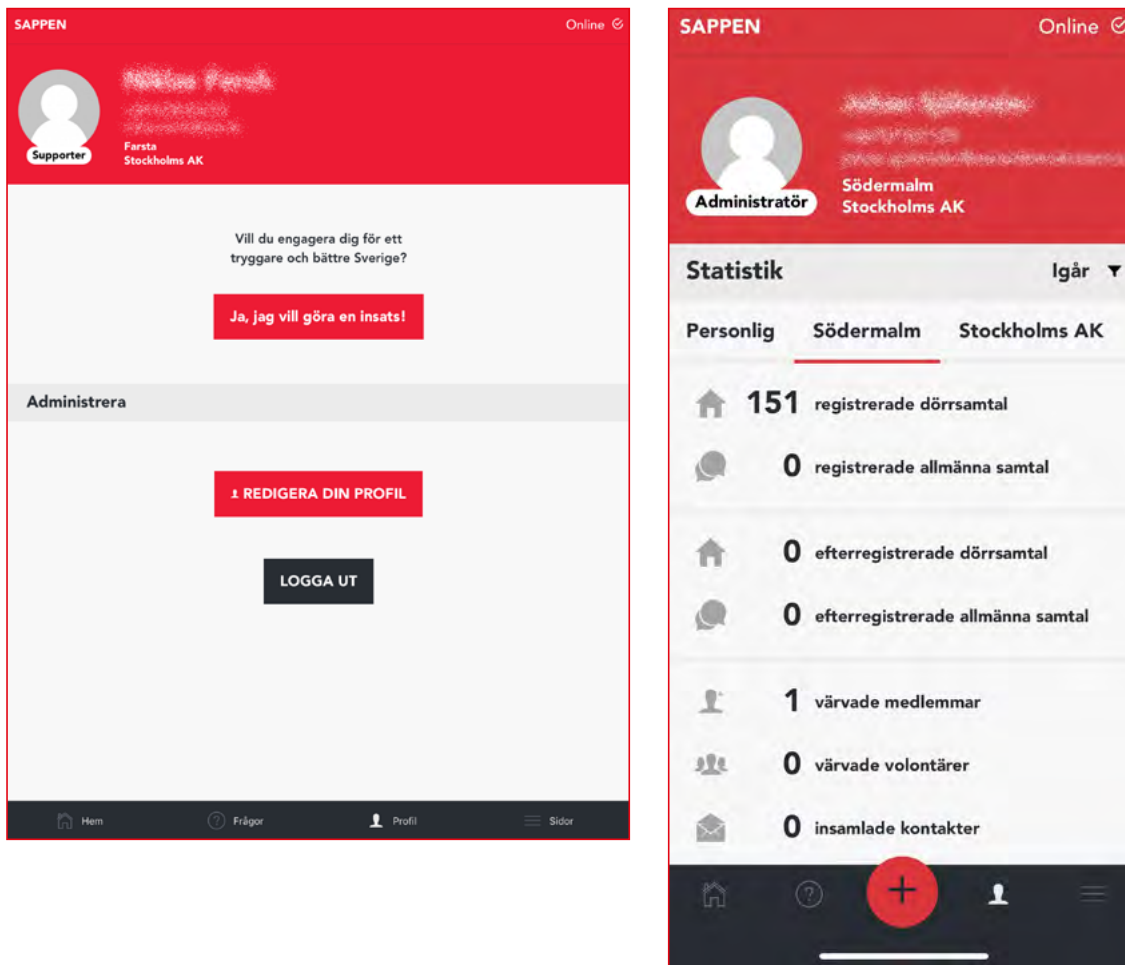 SAPPEN
Online
Supporter
Farsta
Stockholms AK
Vill du engagera dig för ett
tryggare och bättre Sverige?
Ja, jag vill göra en insats!
Administrera
REDIGERA DIN PROFIL
LOGGA UT
Hem
Frågor
Profil
Sidor
SAPPEN
Online
Administratör
Södermalm
Stockholms AK
Statistik
Igår
Personlig
Södermalm
Stockholms AK
151 registrerade dörrsamtal
0 registrerade allmänna samtal
0 efterregistrerade dörrsamtal
0 efterregistrerade allmänna samtal
1 värvade medlemmar
0 värvade volontärer
0 insamlade kontakter